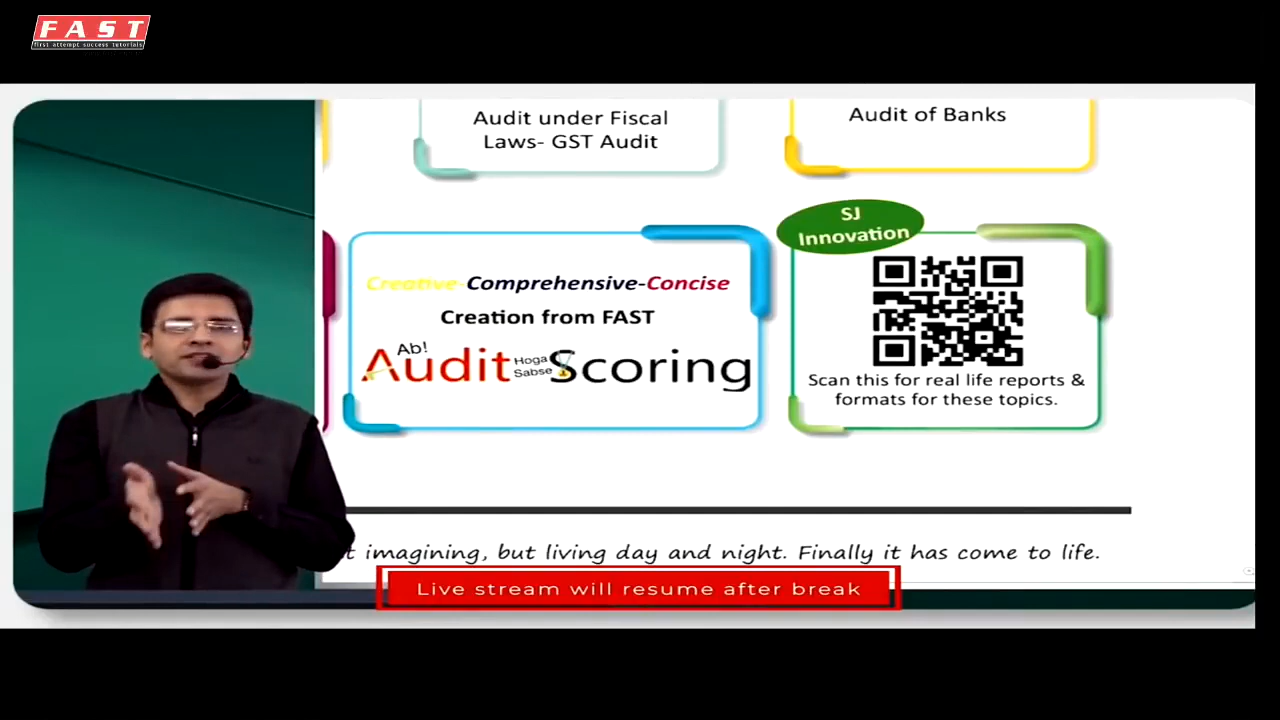 FAST
first attempt success tutorials
Audit under Fiscal
Laws- GST Audit
Audit of Banks
Creative-Comprehensive-Concise
Creation from FAST
Ab!
Audit Hoga Sabse Scoring
SJ
Innovation
Scan this for real life reports &
formats for these topics.
imagining, but living day and night. Finally it has come to life.
Live stream will resume after break